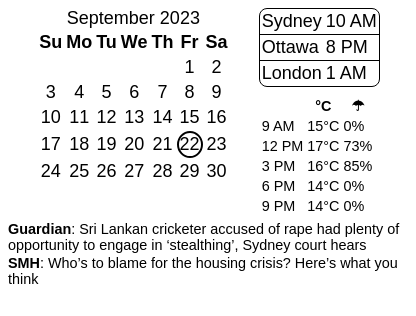 September 2023
Su Mo Tu We Th Fr Sa
1 2
3 4 5 6 7 8 9
10 11 12 13 14 15 16
17 18 19 20 21 22 23
24 25 26 27 28 29 30
Sydney 10 AM
Ottawa 8 PM
London 1 AM
°C ☂
9 AM 15°C 0%
12 PM 17°C 73%
3 PM 16°C 85%
6 PM 14°C 0%
9 PM 14°C 0%
Guardian: Sri Lankan cricketer accused of rape had plenty of
opportunity to engage in ‘stealthing’, Sydney court hears
SMH: Who’s to blame for the housing crisis? Here’s what you
think